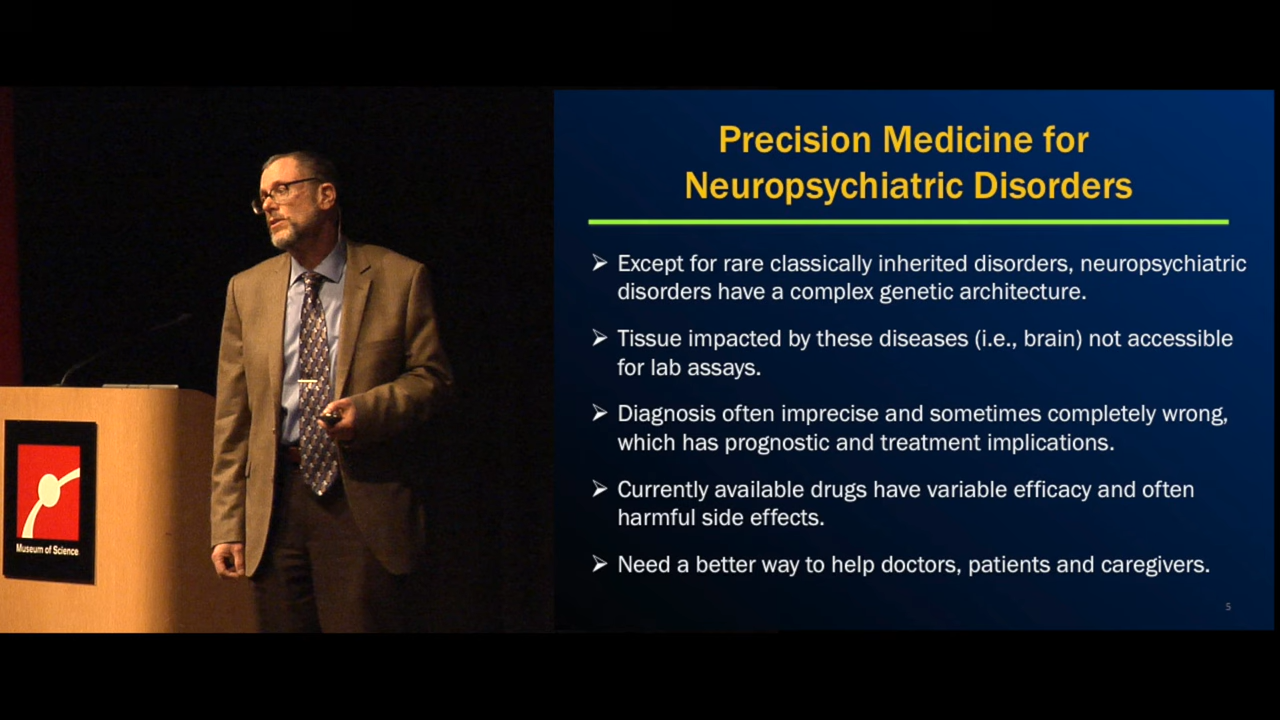 Precision Medicine for
Neuropsychiatric Disorders
➢ Except for rare classically inherited disorders, neuropsychiatric
disorders have a complex genetic architecture.
➢ Tissue impacted by these diseases (i.e., brain) not accessible
for lab assays.
➢ Diagnosis often imprecise and sometimes completely wrong,
which has prognostic and treatment implications.
➢ Currently available drugs have variable efficacy and often
harmful side effects.
➢ Need a better way to help doctors, patients and caregivers.
5
Museum of Science